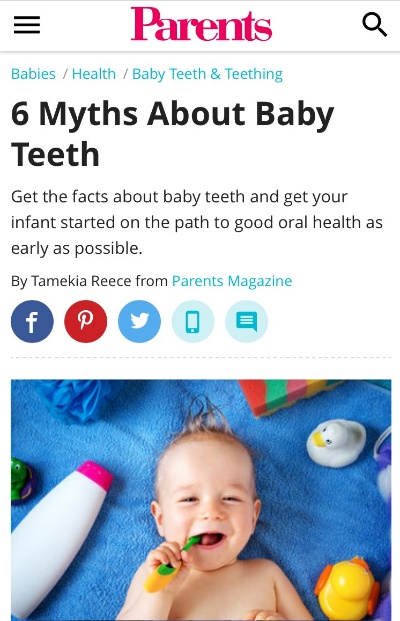 Parents
Babies / Health / Baby Teeth & Teething
6 Myths About Baby
Teeth
Get the facts about baby teeth and get your
infant started on the path to good oral health as
early as possible.
By Tamekia Reece from Parents Magazine